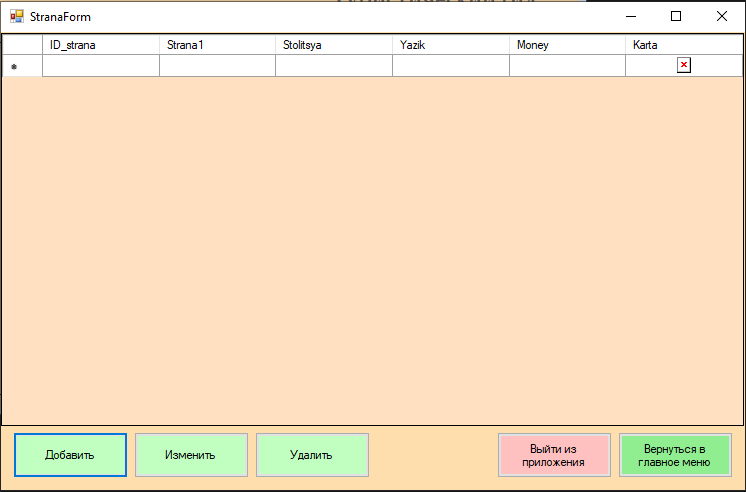 StranaForm
ID_strana Strana1 Stolitsya Yazik Money Karta
Добавить Изменить Удалить Выйти из приложения Вернуться в главное меню